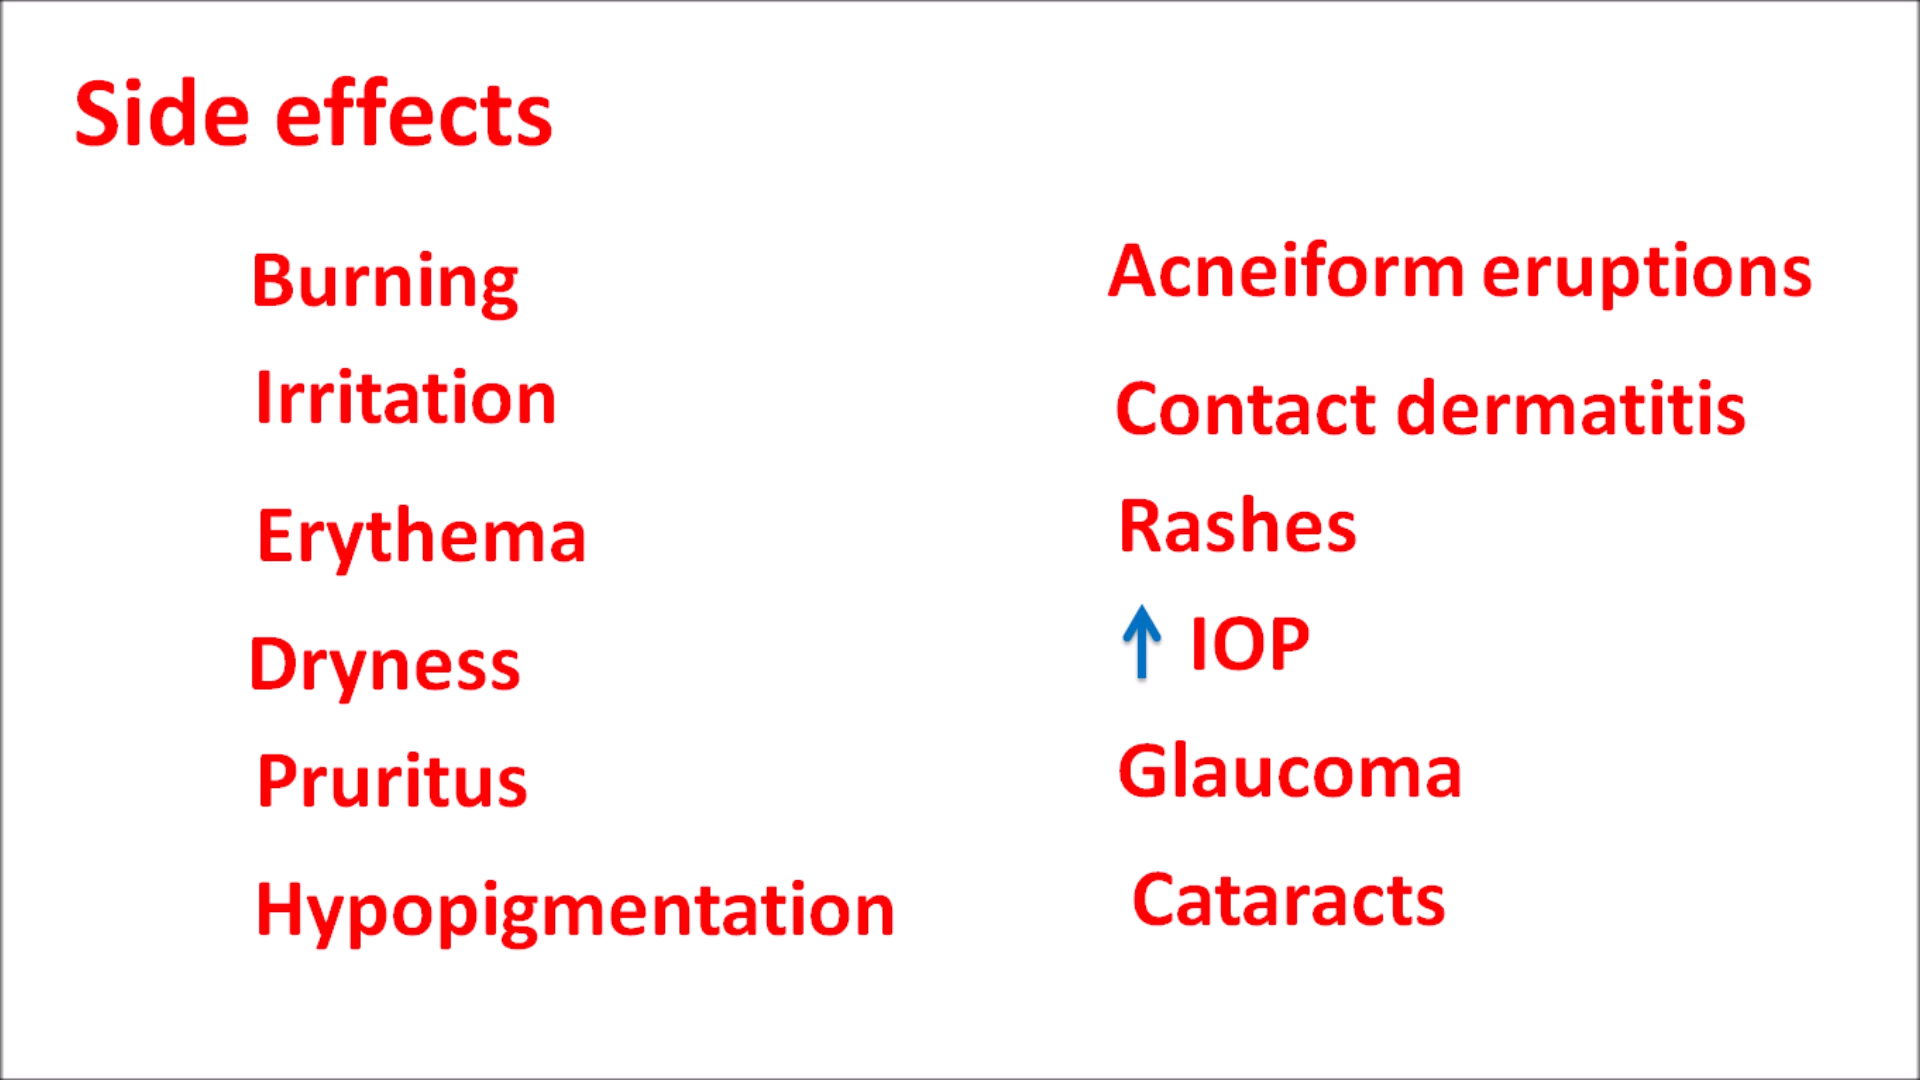 Side effects
Burning
Irritation
Erythema
Dryness
Pruritus
Hypopigmentation
Acneiform eruptions
Contact dermatitis
Rashes
↑ IOP
Glaucoma
Cataracts